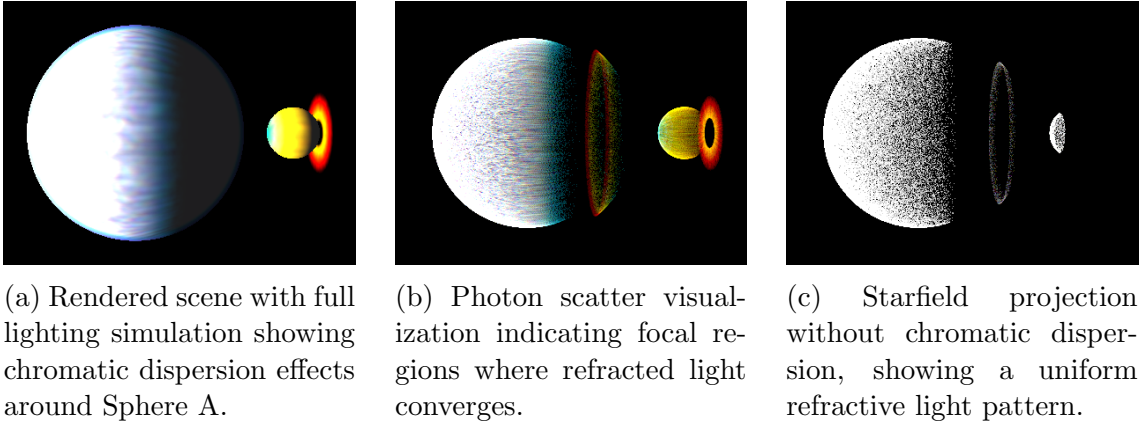 (a) Rendered scene with full
lighting simulation showing
chromatic dispersion effects
around Sphere A.
(b) Photon scatter visual-
ization indicating focal re-
gions where refracted light
converges.
(c) Starfield projection
without chromatic disper-
sion, showing a uniform
refractive light pattern.